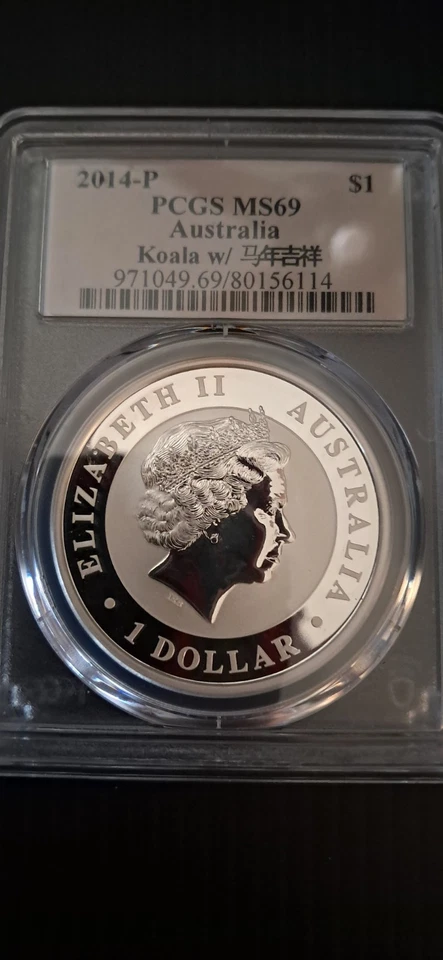 2014-P $1
PCGS MS69
Australia
Koala w/ 马年吉祥
971049.69/80156114
ELIZABETH II AUSTRALIA
1 DOLLAR